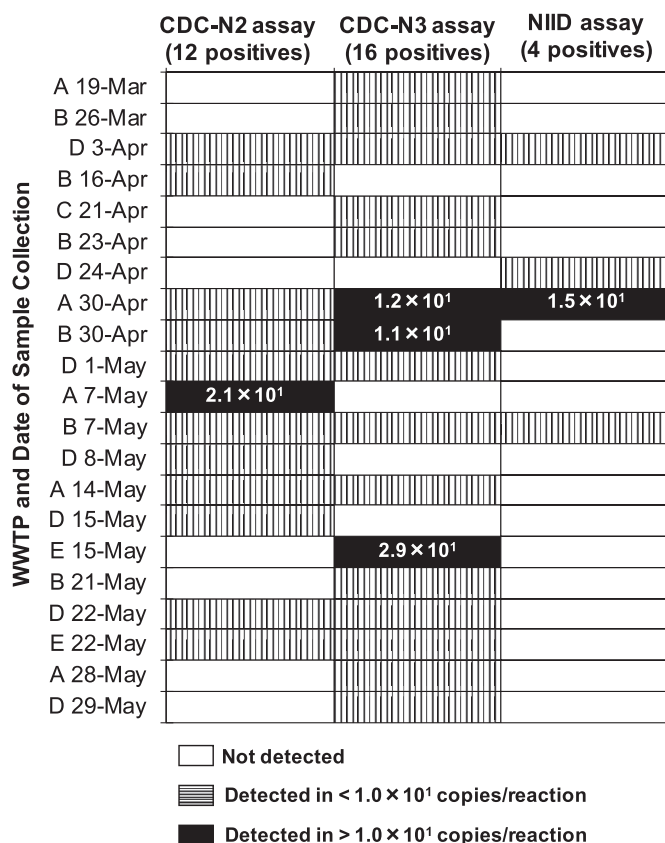 CDC-N2 assay CDC-N3 assay NIID assay
(12 positives) (16 positives) (4 positives)
WWTP and Date of Sample Collection
A 19-Mar
B 26-Mar
D 3-Apr
B 16-Apr
C 21-Apr
B 23-Apr
D 24-Apr
A 30-Apr 1.2 × 10¹ 1.5 × 10¹
B 30-Apr 1.1 × 10¹
D 1-May
A 7-May 2.1 × 10¹
B 7-May
D 8-May
A 14-May
D 15-May
E 15-May 2.9 × 10¹
B 21-May
D 22-May
E 22-May
A 28-May
D 29-May
Not detected
Detected in < 1.0 × 10¹ copies/reaction
Detected in > 1.0 × 10¹ copies/reaction